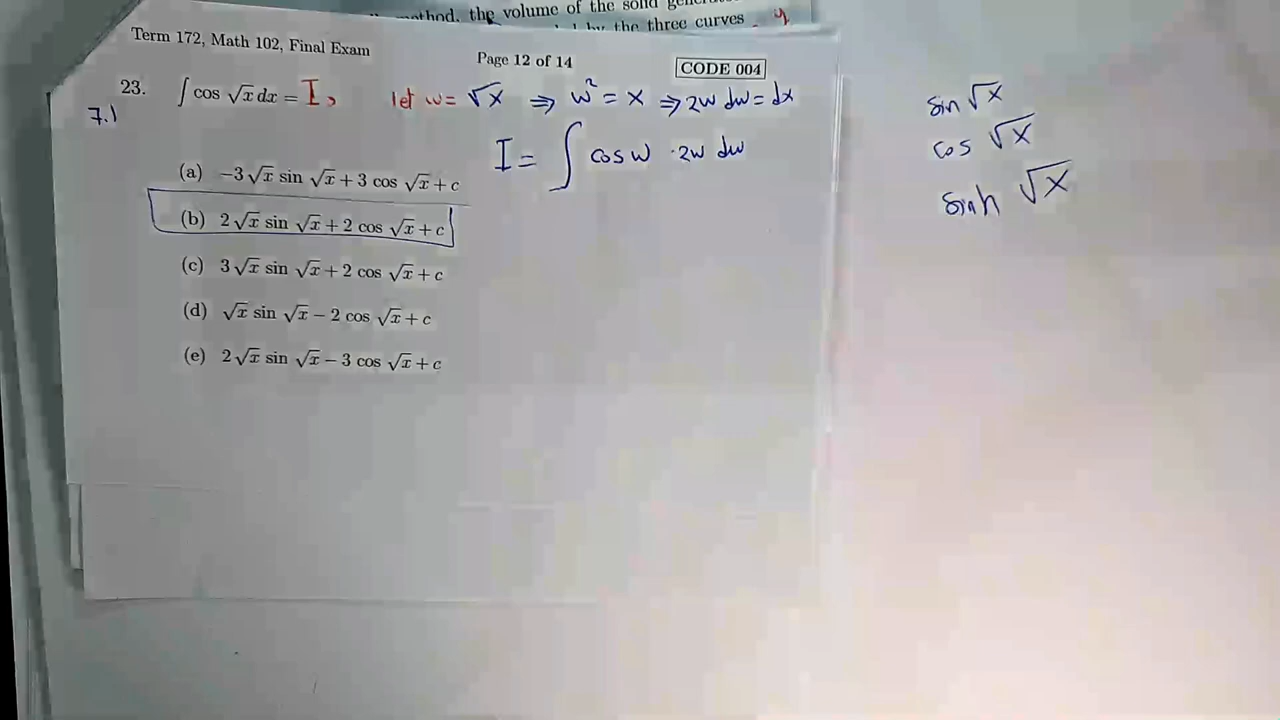 method, the volume of the solid
by the three curves
Term 172, Math 102, Final Exam
Page 12 of 14
CODE 004
23. ∫ cos √x dx = I, let w = √x ⇒ w² = x ⇒ 2w dw = dx
7.1
I = ∫ cos w · 2w dw
(a) −3√x sin √x + 3 cos √x + c
(b) 2√x sin √x + 2 cos √x + c
(c) 3√x sin √x + 2 cos √x + c
(d) √x sin √x − 2 cos √x + c
(e) 2√x sin √x − 3 cos √x + c
sin √x
cos √x
sinh √x